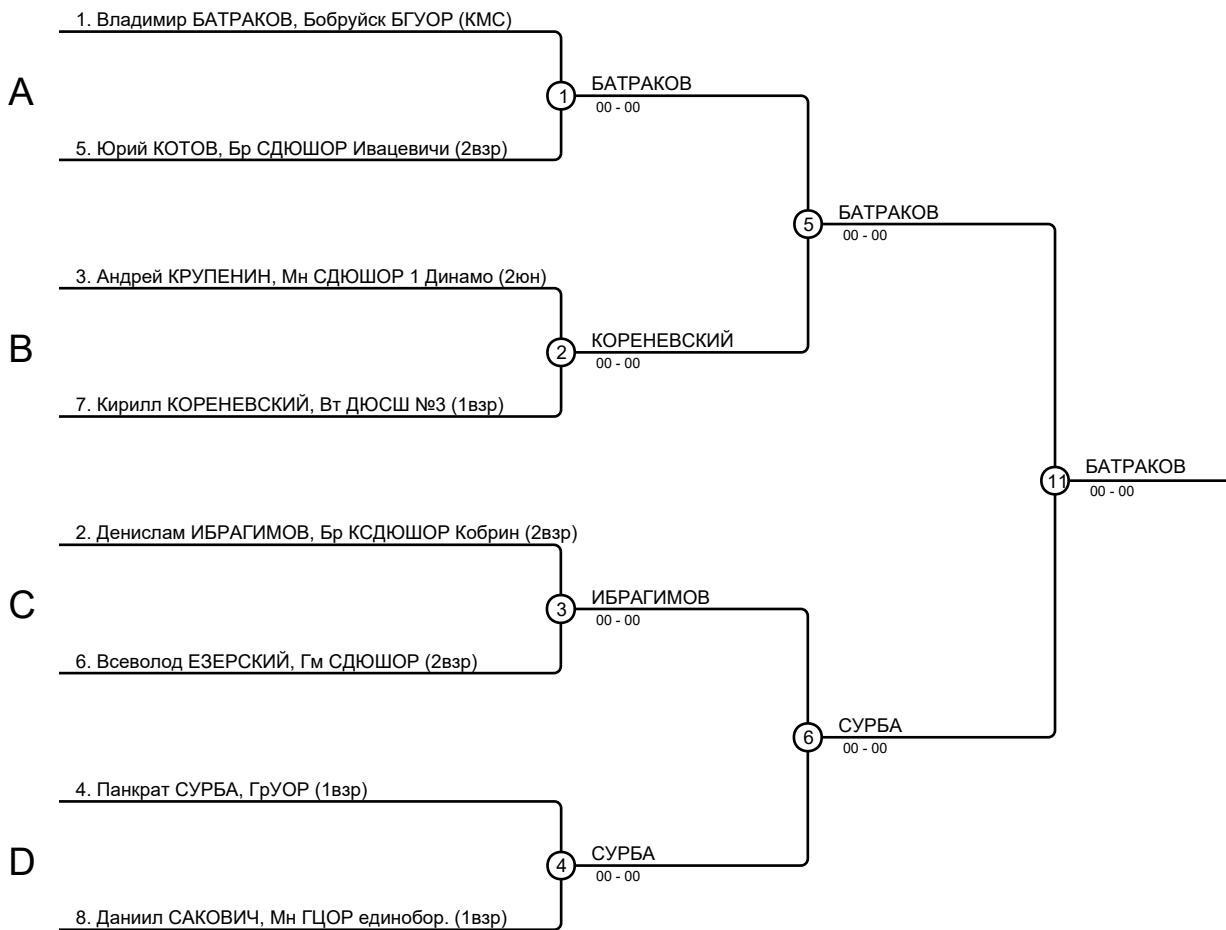 1. Владимир БАТРАКОВ, Бобруйск БГУОР (КМС)
A
1
БАТРАКОВ
00 - 00
5. Юрий КОТОВ, Бр СДЮШОР Ивацевичи (2взр)
5
БАТРАКОВ
00 - 00
3. Андрей КРУПЕНИН, Мн СДЮШОР 1 Динамо (2юн)
B
2
КОРЕНЕВСКИЙ
00 - 00
7. Кирилл КОРЕНЕВСКИЙ, Вт ДЮСШ №3 (1взр)
11
БАТРАКОВ
00 - 00
2. Денислам ИБРАГИМОВ, Бр КСДЮШОР Кобрин (2взр)
C
3
ИБРАГИМОВ
00 - 00
6. Всеволод ЕЗЕРСКИЙ, Гм СДЮШОР (2взр)
6
СУРБА
00 - 00
4. Панкрат СУРБА, ГрУОР (1взр)
D
4
СУРБА
00 - 00
8. Даниил САКОВИЧ, Мн ГЦОР единобор. (1взр)